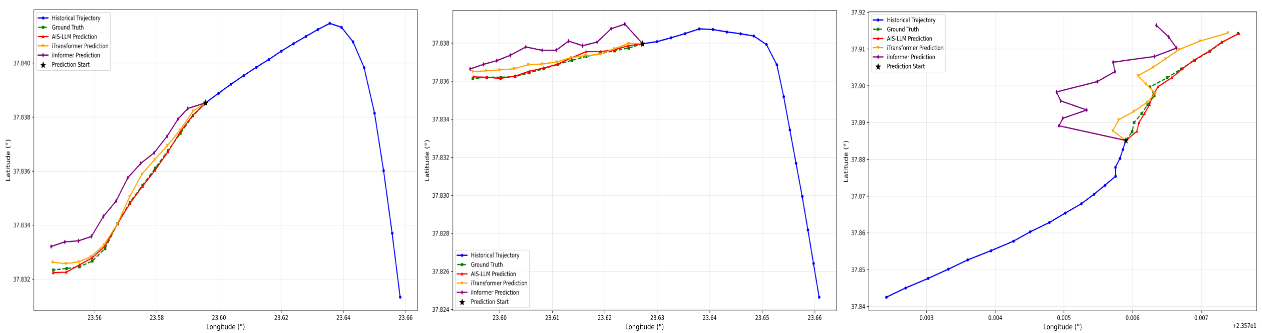 Historical Trajectory
Ground Truth
AIS-LLM Prediction
iTransformer Prediction
iInformer Prediction
Prediction Start
37.840
37.838
37.836
37.834
37.832
Latitude (°)
23.56
23.58
23.60
23.62
23.64
23.66
Longitude (°)
37.838
37.836
37.834
37.832
37.830
37.828
37.826
37.824
Latitude (°)
Historical Trajectory
Ground Truth
AIS-LLM Prediction
iTransformer Prediction
iInformer Prediction
Prediction Start
23.60
23.61
23.62
23.63
23.64
23.65
23.66
Longitude (°)
37.92
37.91
37.90
37.89
37.88
37.87
37.86
37.85
37.84
Latitude (°)
Historical Trajectory
Ground Truth
AIS-LLM Prediction
iTransformer Prediction
iInformer Prediction
Prediction Start
0.003
0.004
0.005
0.006
0.007
+2.357e1
Longitude (°)